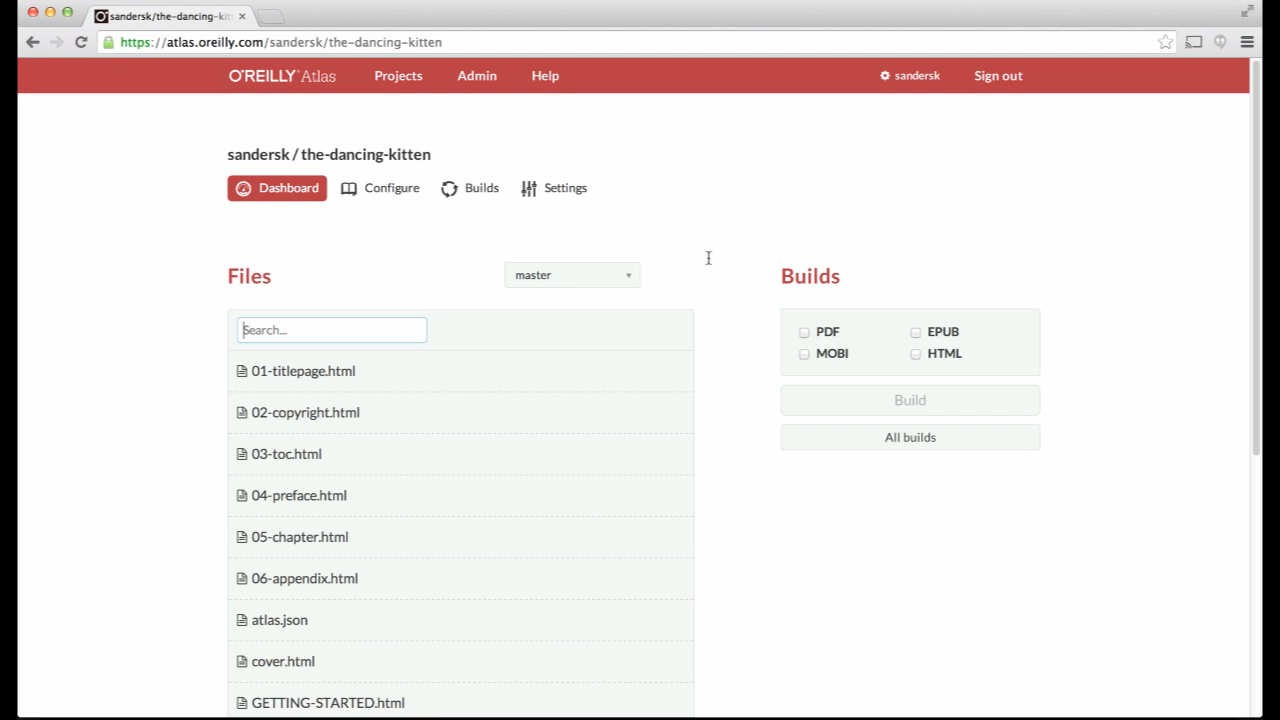 sandersk/the-dancing-kit
https://atlas.oreilly.com/sandersk/the-dancing-kitten
O'REILLY Atlas Projects Admin Help sandersk Sign out
sandersk / the-dancing-kitten
Dashboard Configure Builds Settings
Files master Builds
Search...
PDF EPUB
MOBI HTML
Build
All builds
01-titlepage.html
02-copyright.html
03-toc.html
04-preface.html
05-chapter.html
06-appendix.html
atlas.json
cover.html
GETTING-STARTED.html